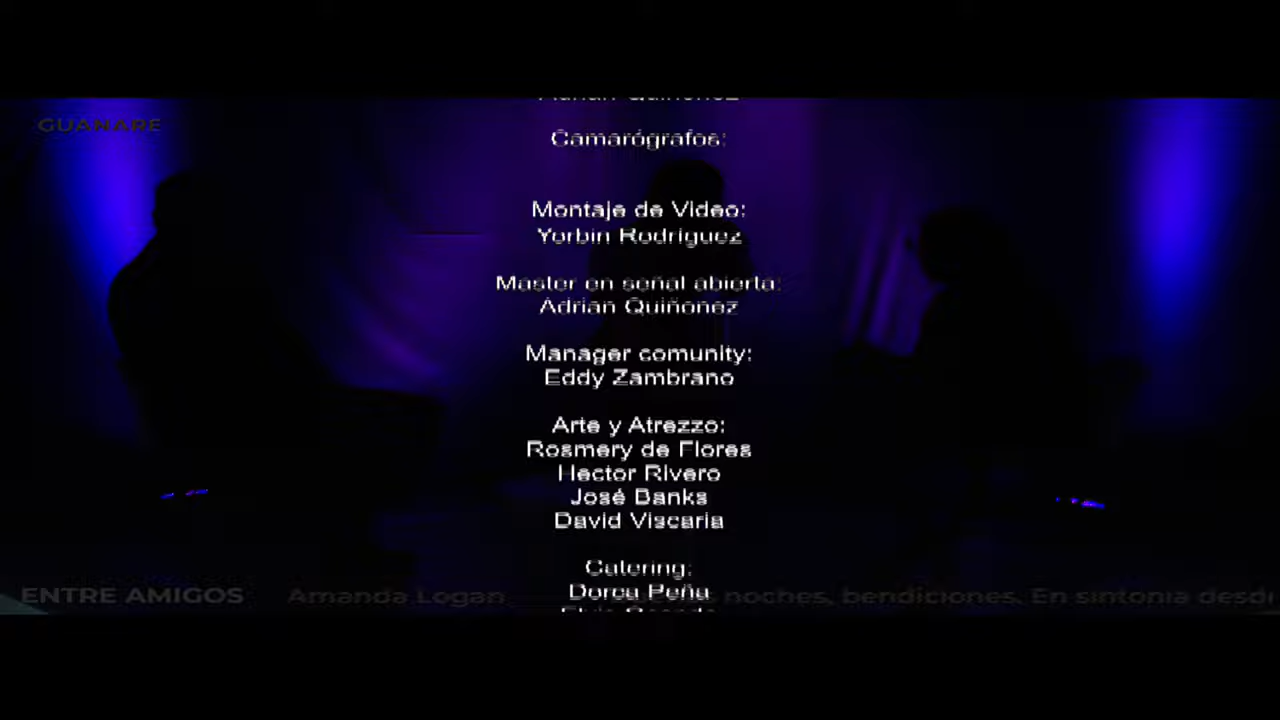 GUANARE
Camarógrafos:
Montaje de Video:
Yorbin Rodríguez
Master en señal abierta:
Adrian Quiñonez
Manager comunity:
Eddy Zambrano
Arte y Atrezzo:
Rosmery de Flores
Hector Rivero
José Banks
David Viscaria
Catering:
Dorca Peña
ENTRE AMIGOS Amanda Logan noches, bendiciones. En sintonia